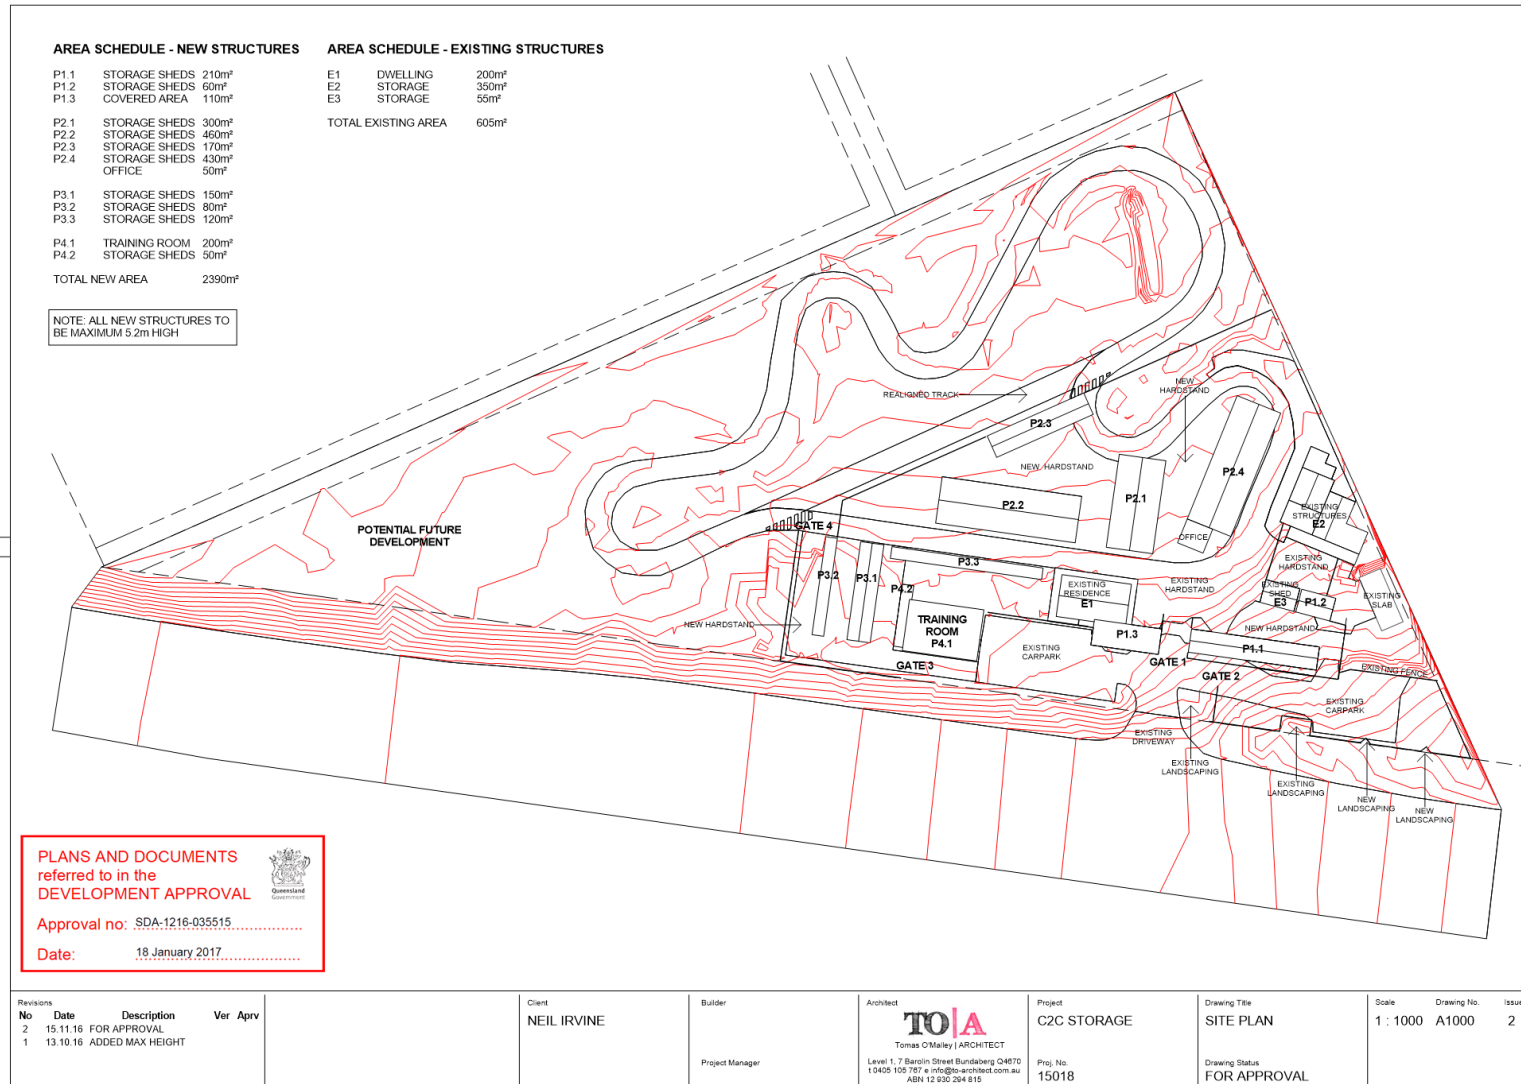 AREA SCHEDULE - NEW STRUCTURES
P1.1 STORAGE SHEDS 210m²
P1.2 STORAGE SHEDS 60m²
P1.3 COVERED AREA 110m²
P2.1 STORAGE SHEDS 300m²
P2.2 STORAGE SHEDS 460m²
P2.3 STORAGE SHEDS 170m²
P2.4 STORAGE SHEDS 430m²
OFFICE 50m²
P3.1 STORAGE SHEDS 150m²
P3.2 STORAGE SHEDS 80m²
P3.3 STORAGE SHEDS 120m²
P4.1 TRAINING ROOM 200m²
P4.2 STORAGE SHEDS 50m²
TOTAL NEW AREA 2390m²
AREA SCHEDULE - EXISTING STRUCTURES
E1 DWELLING 200m²
E2 STORAGE 350m²
E3 STORAGE 55m²
TOTAL EXISTING AREA 605m²
NOTE: ALL NEW STRUCTURES TO
BE MAXIMUM 5.2m HIGH
REALIGNED TRACK
NEW
HARDSTAND
P2.3
NEW HARDSTAND
P2.4
P2.1
P2.2
EXISTING
STRUCTURES
E2
OFFICE
POTENTIAL FUTURE
DEVELOPMENT
GATE 4
P3.3
P3.2
P3.1
P4.2
EXISTING
RESIDENCE
E1
EXISTING
HARDSTAND
EXISTING
HARDSTAND
EXISTING
SHED
E3
P1.2
EXISTING
SLAB
NEW HARDSTAND
TRAINING
ROOM
P4.1
P1.3
NEW HARDSTAND
P1.1
EXISTING
CARPARK
GATE 3
GATE 1
GATE 2
EXISTING FENCE
EXISTING
CARPARK
EXISTING
DRIVEWAY
EXISTING
LANDSCAPING
EXISTING
LANDSCAPING
NEW
LANDSCAPING
NEW
LANDSCAPING
PLANS AND DOCUMENTS
referred to in the
DEVELOPMENT APPROVAL
Queensland
Government
Approval no: SDA-1216-035515
Date: 18 January 2017
Revisions
No Date Description Ver Aprv
2 15.11.16 FOR APPROVAL
1 13.10.16 ADDED MAX HEIGHT
Client
NEIL IRVINE
Builder
Project Manager
Architect
TO|A
Tomas O'Malley | ARCHITECT
Level 1, 7 Barolin Street Bundaberg Q4670
t 0405 105 767 e info@to-architect.com.au
ABN 12 930 294 815
Project
C2C STORAGE
Proj. No.
15018
Drawing Title
SITE PLAN
Drawing Status
FOR APPROVAL
Scale
1 : 1000
Drawing No.
A1000
Issue
2